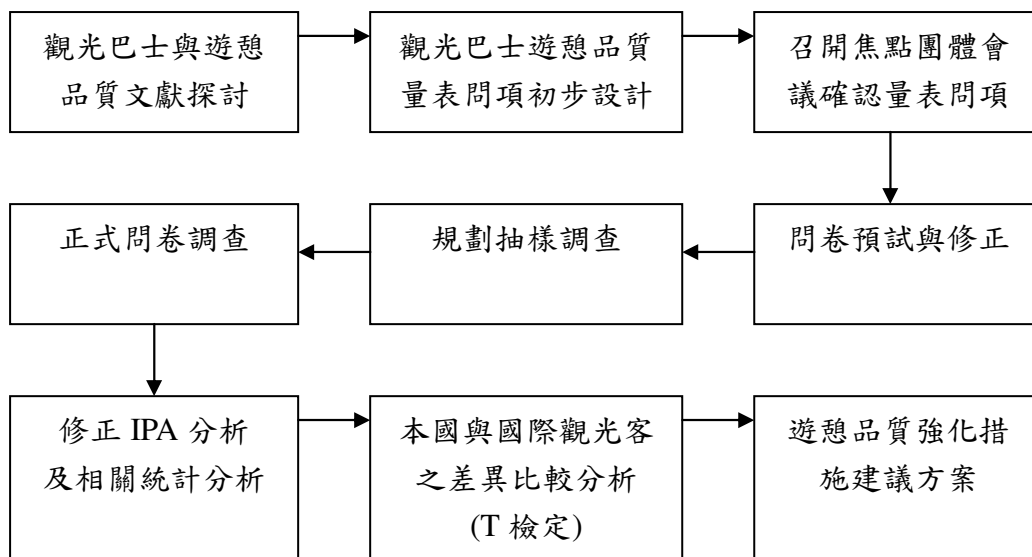 觀光巴士與遊憩
品質文獻探討
觀光巴士遊憩品質
量表問項初步設計
召開焦點團體會
議確認量表問項
問卷預試與修正
規劃抽樣調查
正式問卷調查
修正 IPA 分析
及相關統計分析
本國與國際觀光客
之差異比較分析
(T 檢定)
遊憩品質強化措
施建議方案